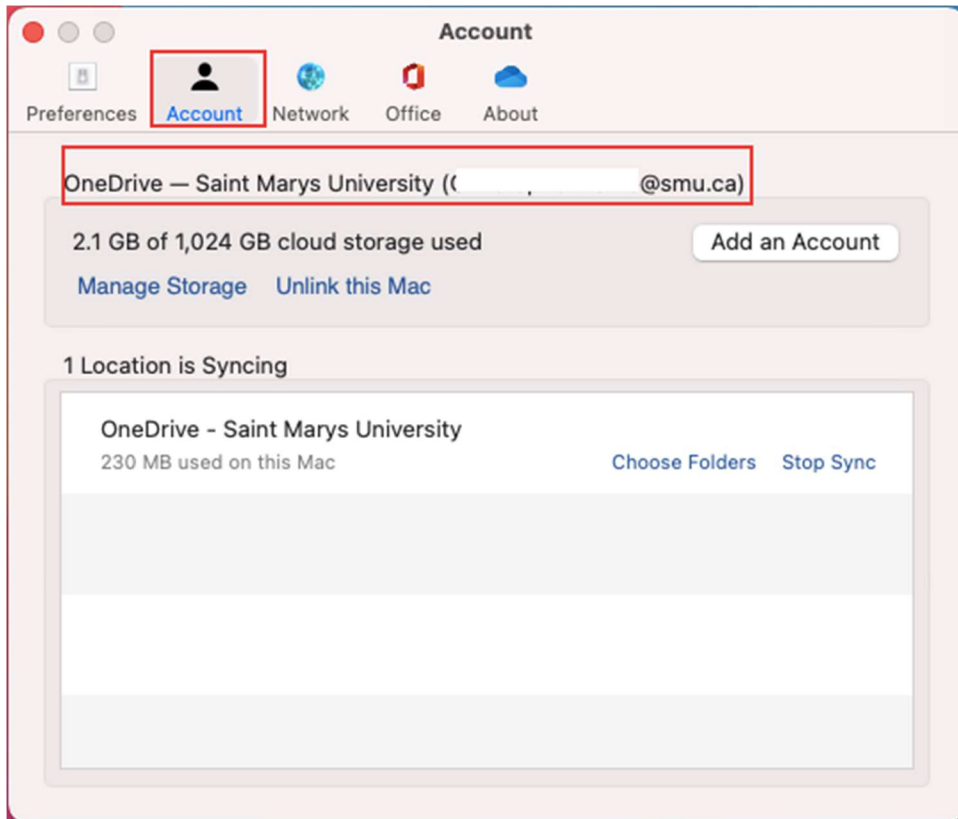 Account
Preferences Account Network Office About
OneDrive — Saint Marys University ( @smu.ca)
2.1 GB of 1,024 GB cloud storage used Add an Account
Manage Storage Unlink this Mac
1 Location is Syncing
OneDrive - Saint Marys University
230 MB used on this Mac Choose Folders Stop Sync